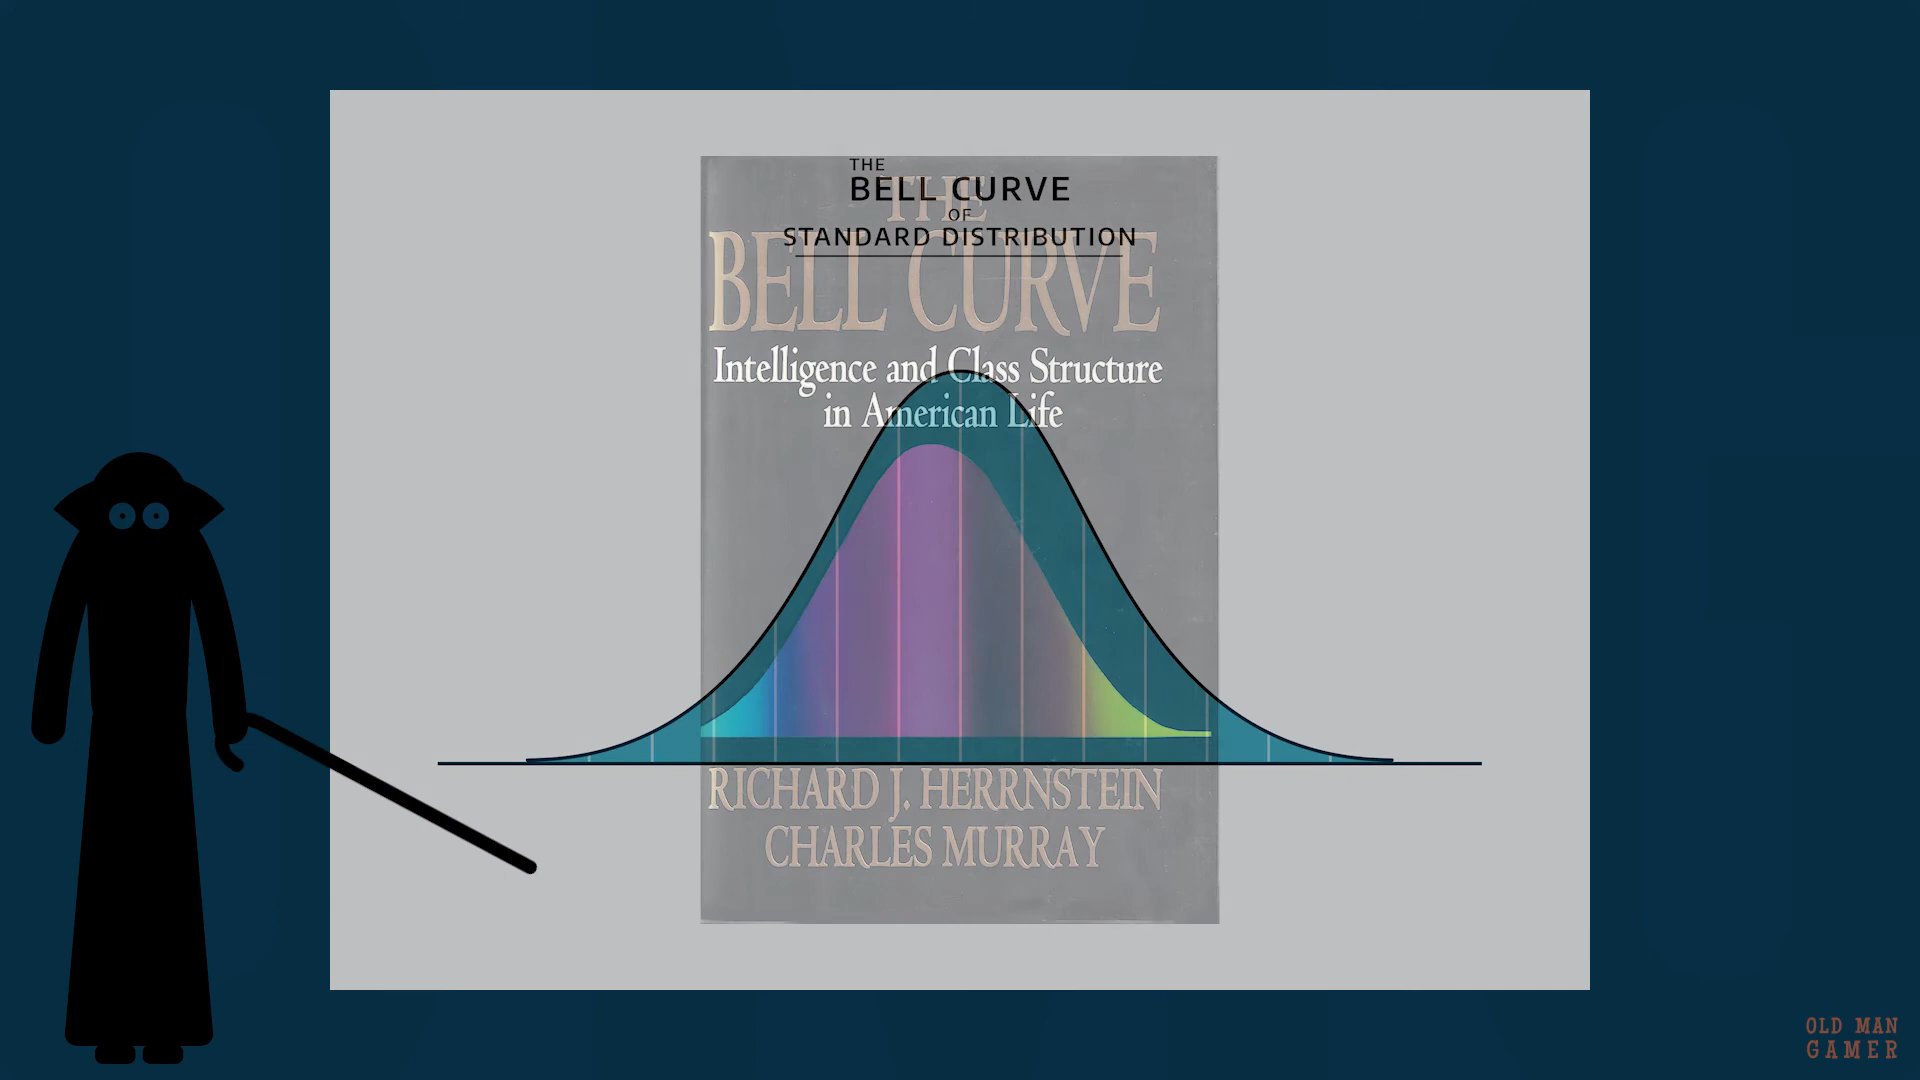 THE
BELL CURVE
OF
STANDARD DISTRIBUTION
THE
BELL CURVE
Intelligence and Class Structure
in American Life
RICHARD J. HERRNSTEIN
CHARLES MURRAY
OLD MAN
GAMER